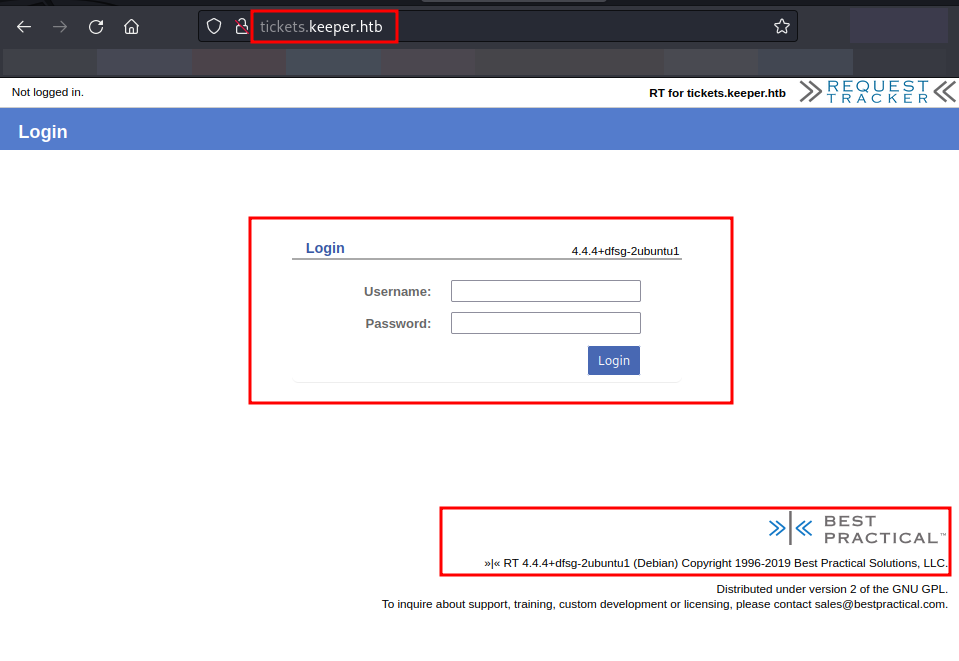 tickets.keeper.htb
Not logged in.
RT for tickets.keeper.htb
REQUEST
TRACKER
Login
Login
4.4.4+dfsg-2ubuntu1
Username:
Password:
Login
BEST
PRACTICAL™
»|« RT 4.4.4+dfsg-2ubuntu1 (Debian) Copyright 1996-2019 Best Practical Solutions, LLC.
Distributed under version 2 of the GNU GPL.
To inquire about support, training, custom development or licensing, please contact sales@bestpractical.com.